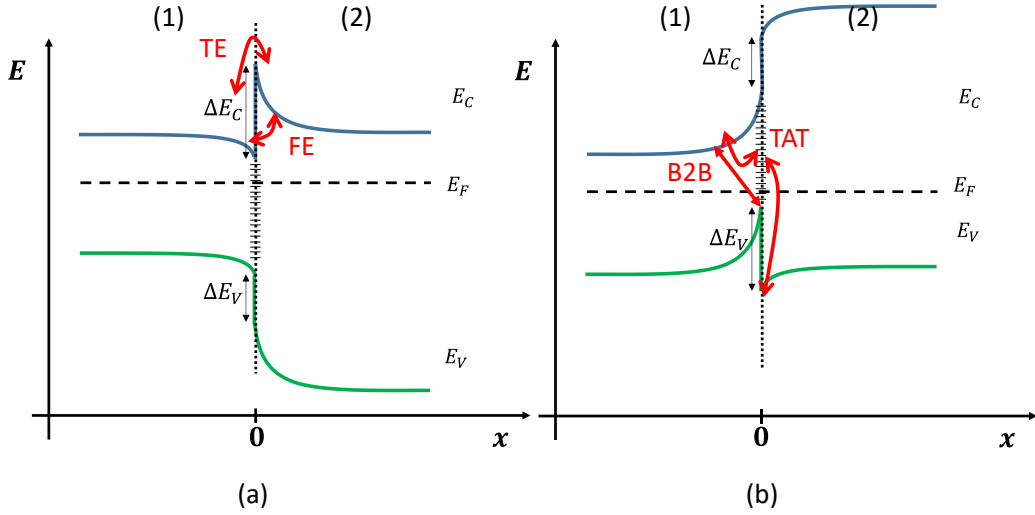 (1)
(2)
TE
E
ΔE_C
E_C
FE
E_F
ΔE_V
E_V
0
x
(a)
(1)
(2)
E
ΔE_C
E_C
TAT
B2B
E_F
ΔE_V
E_V
0
x
(b)